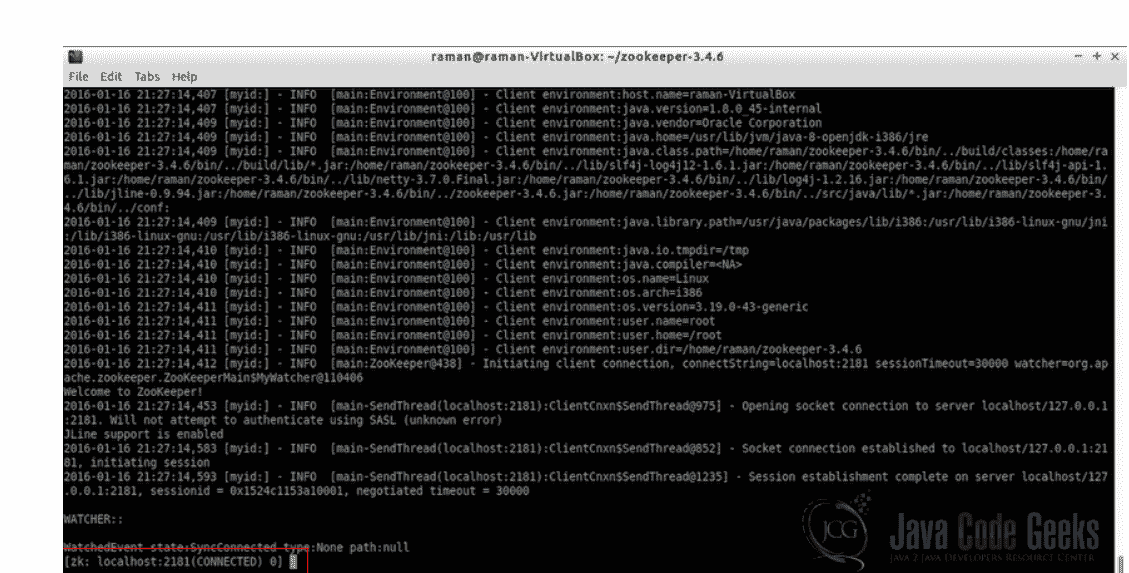 raman@raman-VirtualBox: ~/zookeeper-3.4.6
File Edit Tabs Help
2016-01-16 21:27:14,407 [myid:] - INFO  [main:Environment@100] - Client environment:host.name=raman-VirtualBox
2016-01-16 21:27:14,407 [myid:] - INFO  [main:Environment@100] - Client environment:java.version=1.8.0_45-internal
2016-01-16 21:27:14,409 [myid:] - INFO  [main:Environment@100] - Client environment:java.vendor=Oracle Corporation
2016-01-16 21:27:14,409 [myid:] - INFO  [main:Environment@100] - Client environment:java.home=/usr/lib/jvm/java-8-openjdk-i386/jre
2016-01-16 21:27:14,409 [myid:] - INFO  [main:Environment@100] - Client environment:java.class.path=/home/raman/zookeeper-3.4.6/bin/../build/classes:/home/ra
man/zookeeper-3.4.6/bin/../build/lib/*.jar:/home/raman/zookeeper-3.4.6/bin/../lib/slf4j-log4j12-1.6.1.jar:/home/raman/zookeeper-3.4.6/bin/../lib/slf4j-api-1.
6.1.jar:/home/raman/zookeeper-3.4.6/bin/../lib/netty-3.7.0.Final.jar:/home/raman/zookeeper-3.4.6/bin/../lib/log4j-1.2.16.jar:/home/raman/zookeeper-3.4.6/bin/
../lib/jline-0.9.94.jar:/home/raman/zookeeper-3.4.6/bin/../zookeeper-3.4.6.jar:/home/raman/zookeeper-3.4.6/bin/../src/java/lib/*.jar:/home/raman/zookeeper-3.
4.6/bin/../conf:
2016-01-16 21:27:14,409 [myid:] - INFO  [main:Environment@100] - Client environment:java.library.path=/usr/java/packages/lib/i386:/usr/lib/i386-linux-gnu/jni
:/lib/i386-linux-gnu:/usr/lib/i386-linux-gnu:/usr/lib/jni:/lib:/usr/lib
2016-01-16 21:27:14,410 [myid:] - INFO  [main:Environment@100] - Client environment:java.io.tmpdir=/tmp
2016-01-16 21:27:14,410 [myid:] - INFO  [main:Environment@100] - Client environment:java.compiler=<NA>
2016-01-16 21:27:14,410 [myid:] - INFO  [main:Environment@100] - Client environment:os.name=Linux
2016-01-16 21:27:14,410 [myid:] - INFO  [main:Environment@100] - Client environment:os.arch=i386
2016-01-16 21:27:14,411 [myid:] - INFO  [main:Environment@100] - Client environment:os.version=3.19.0-43-generic
2016-01-16 21:27:14,411 [myid:] - INFO  [main:Environment@100] - Client environment:user.name=root
2016-01-16 21:27:14,411 [myid:] - INFO  [main:Environment@100] - Client environment:user.home=/root
2016-01-16 21:27:14,411 [myid:] - INFO  [main:Environment@100] - Client environment:user.dir=/home/raman/zookeeper-3.4.6
2016-01-16 21:27:14,412 [myid:] - INFO  [main:ZooKeeper@438] - Initiating client connection, connectString=localhost:2181 sessionTimeout=30000 watcher=org.ap
ache.zookeeper.ZooKeeperMain$MyWatcher@110406
Welcome to ZooKeeper!
2016-01-16 21:27:14,453 [myid:] - INFO  [main-SendThread(localhost:2181):ClientCnxn$SendThread@975] - Opening socket connection to server localhost/127.0.0.1
:2181. Will not attempt to authenticate using SASL (unknown error)
JLine support is enabled
2016-01-16 21:27:14,583 [myid:] - INFO  [main-SendThread(localhost:2181):ClientCnxn$SendThread@852] - Socket connection established to localhost/127.0.0.1:21
81, initiating session
2016-01-16 21:27:14,593 [myid:] - INFO  [main-SendThread(localhost:2181):ClientCnxn$SendThread@1235] - Session establishment complete on server localhost/127
.0.0.1:2181, sessionid = 0x1524c1153a10001, negotiated timeout = 30000
WATCHER::
WatchedEvent state:SyncConnected type:None path:null
[zk: localhost:2181(CONNECTED) 0]
JCG
Java Code Geeks
JAVA 2 JAVA DEVELOPERS RESOURCE CENTER